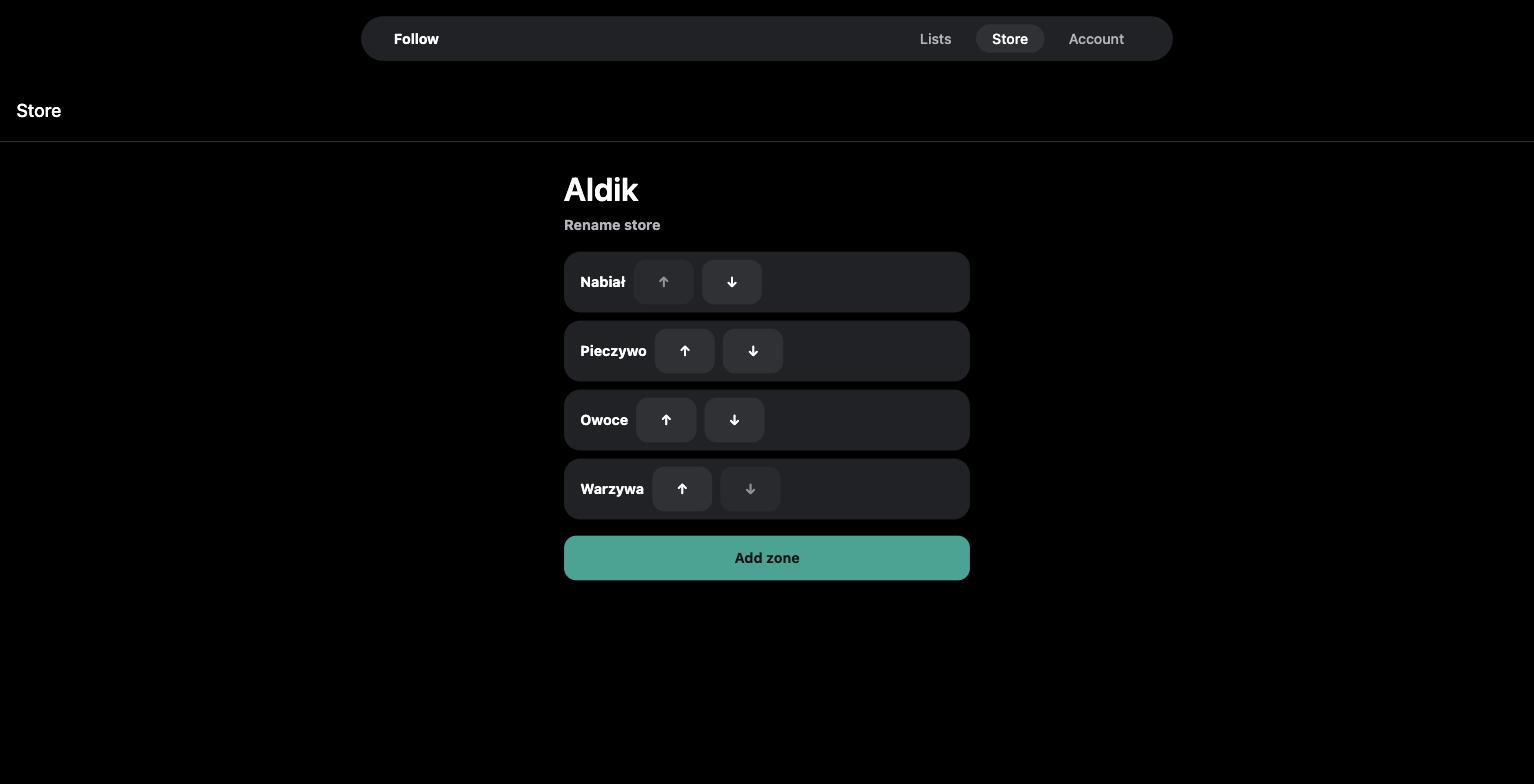 Follow Lists Store Account
Store
Aldik
Rename store
Nabiał ↑ ↓
Pieczywo ↑ ↓
Owoce ↑ ↓
Warzywa ↑ ↓
Add zone